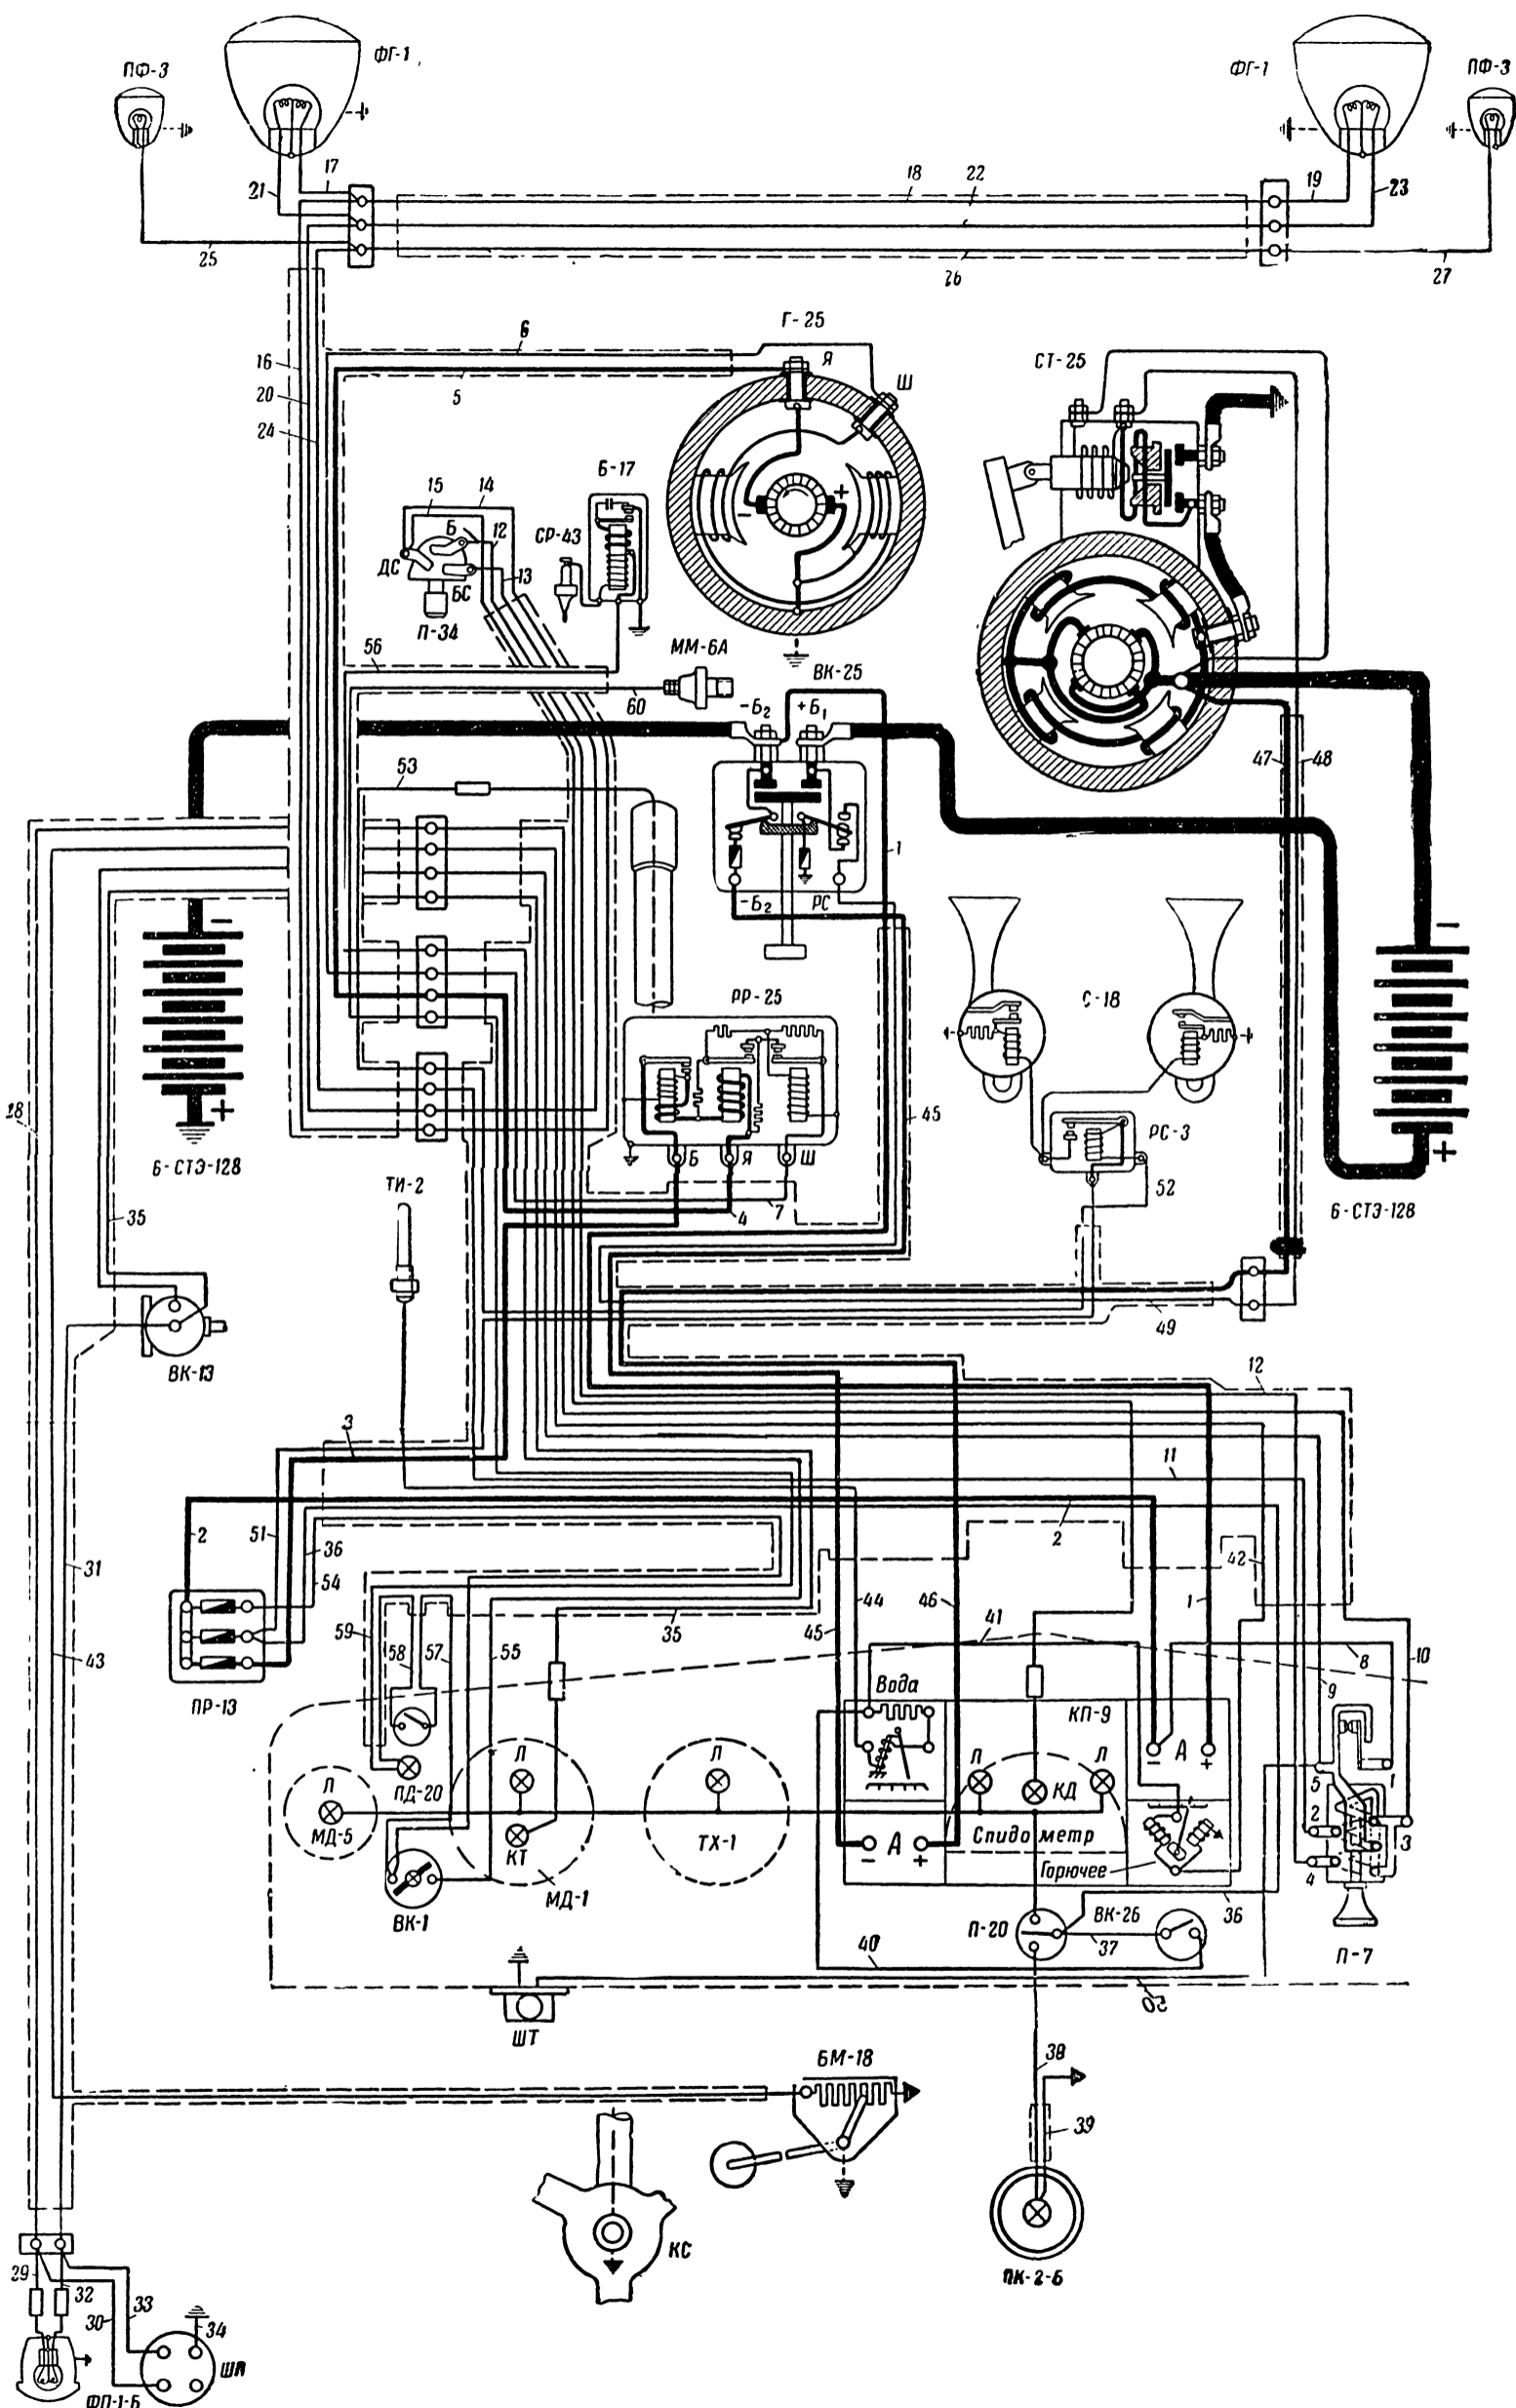 ПФ-3
ФГ-1
ФГ-1
ПФ-3
17
21
18
22
19
23
25
26
27
Г-25
6
Я
Ш
СТ-25
16
5
20
24
Б-17
15
14
Б
12
СР-43
ДС
13
БС
П-34
- +
56
ММ-6А
ВК-25
60
-Б₂
+Б₁
53
47
48
1
-Б₂
РС
-
-
С-18
РР-25
28
45
РС-3
+
+
Б
Я
Ш
6-СТЭ-128
ТИ-2
52
6-СТЭ-128
35
4
7
49
ВК-13
12
3
11
2
51
36
2
42
54
31
44
46
41
1
59
35
45
8
43
58
57
55
10
9
ПР-13
Вода
КП-9
Л
Л
Л
Л
- А +
5
1
ПД-20
КД
Л
2
МД-5
КТ
ТХ-1
3
- А +
Спидометр
Горючее
4
МД-1
ВК-1
36
П-20
ВК-26
40
37
П-7
50
ШТ
38
БМ-18
39
КС
ПК-2-Б
29
32
33
30
34
ШП
ФП-1-Б